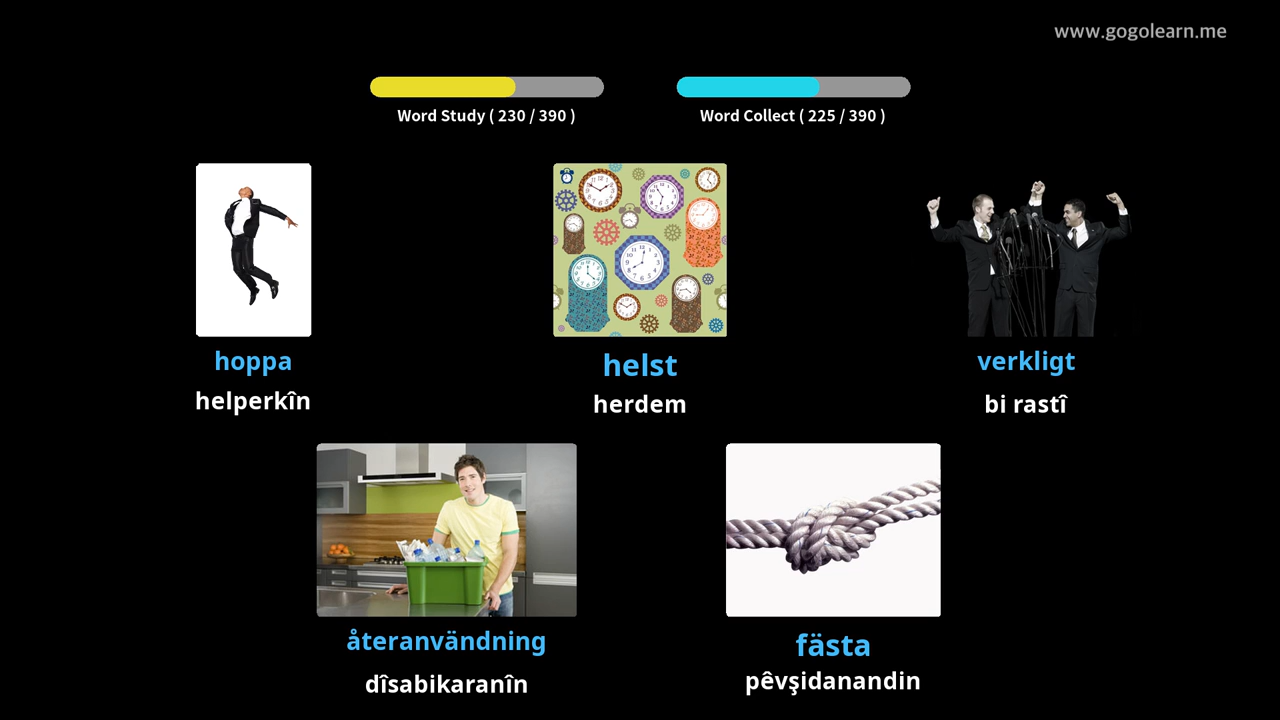 www.gogolearn.me
Word Study ( 230 / 390 )
Word Collect ( 225 / 390 )
hoppa
helperkîn
helst
herdem
verkligt
bi rastî
återanvändning
dîsabikaranîn
fästa
pêvşidanandin